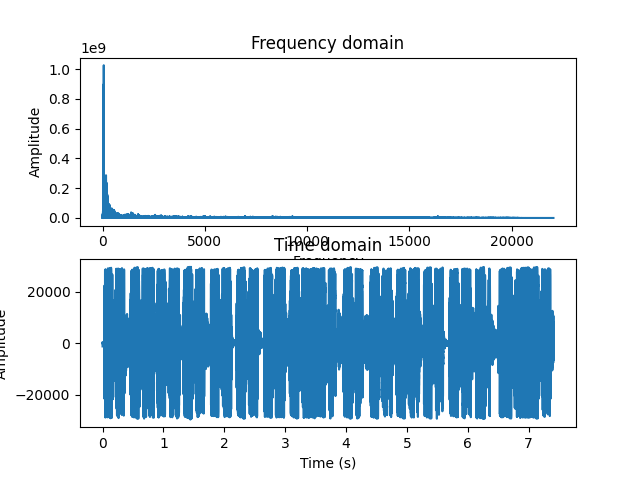 Frequency domain
1e9
Amplitude
1.0
0.8
0.6
0.4
0.2
0.0
0 5000 10000 15000 20000
Frequency
Time domain
Amplitude
20000
0
−20000
0 1 2 3 4 5 6 7
Time (s)